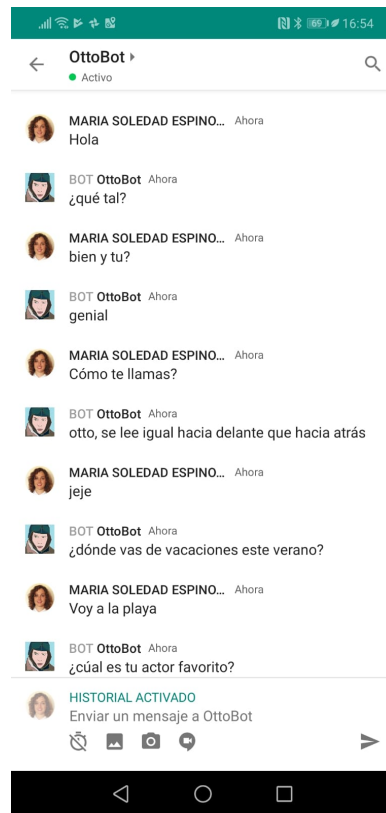 69 16:54
OttoBot
Activo
MARIA SOLEDAD ESPINO... Ahora
Hola
BOT OttoBot Ahora
¿qué tal?
MARIA SOLEDAD ESPINO... Ahora
bien y tu?
BOT OttoBot Ahora
genial
MARIA SOLEDAD ESPINO... Ahora
Cómo te llamas?
BOT OttoBot Ahora
otto, se lee igual hacia delante que hacia atrás
MARIA SOLEDAD ESPINO... Ahora
jeje
BOT OttoBot Ahora
¿dónde vas de vacaciones este verano?
MARIA SOLEDAD ESPINO... Ahora
Voy a la playa
BOT OttoBot Ahora
¿cúal es tu actor favorito?
HISTORIAL ACTIVADO
Enviar un mensaje a OttoBot